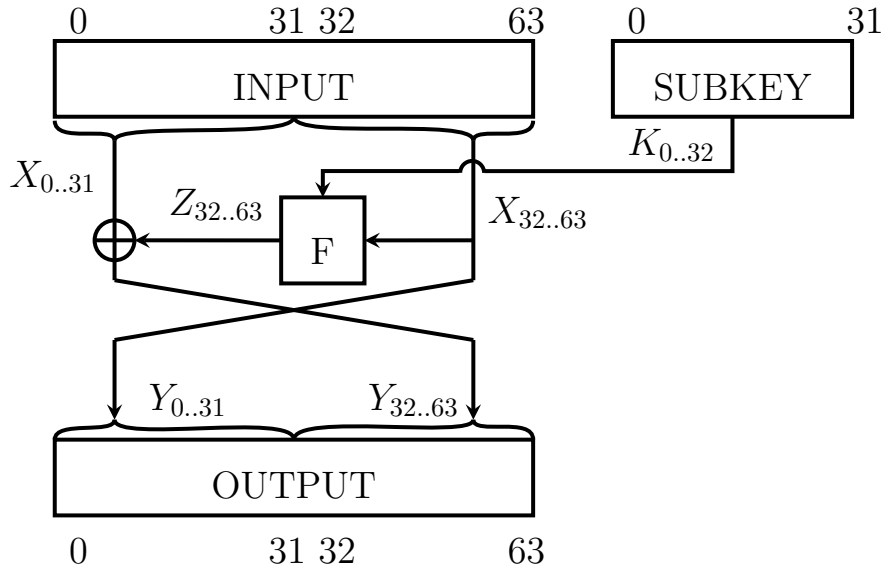 0 31 32 63 0 31
INPUT SUBKEY
K0..32
X0..31
Z32..63 X32..63
F
Y0..31 Y32..63
OUTPUT
0 31 32 63